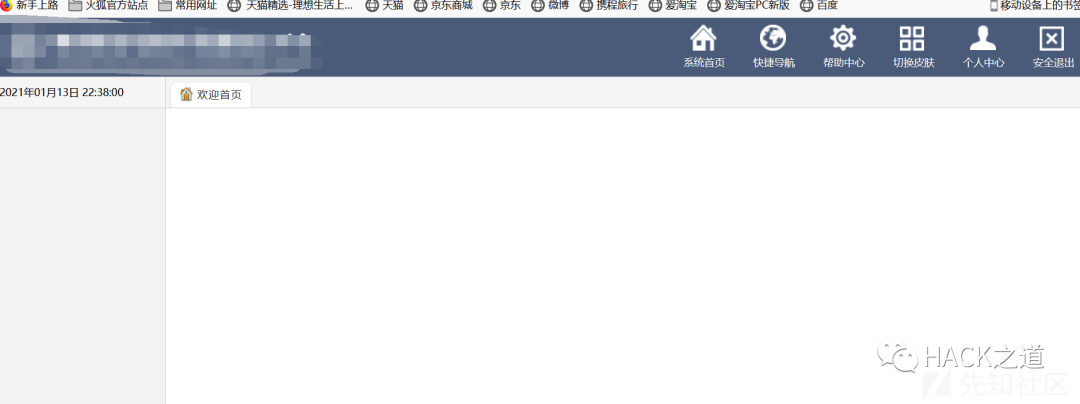 新手上路 火狐官方站点 常用网址 天猫精选-理想生活上... 天猫 京东商城 京东 微博 携程旅行 爱淘宝 爱淘宝PC新版 百度 移动设备上的书签
系统首页 快捷导航 帮助中心 切换皮肤 个人中心 安全退出
2021年01月13日 22:38:00 欢迎首页
HACK之道
先知社区